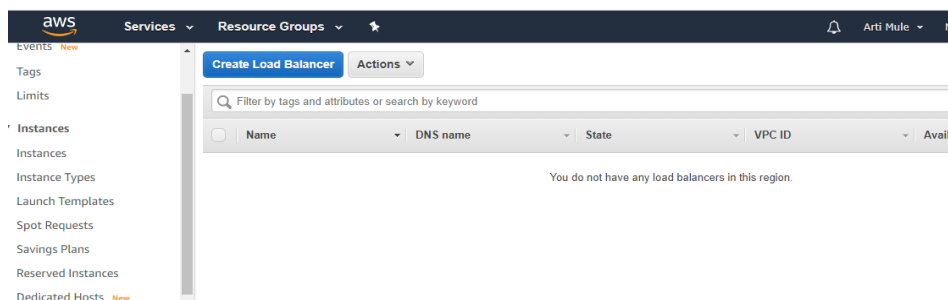 aws Services Resource Groups Arti Mule
Events New
Tags
Limits
Instances
Instances
Instance Types
Launch Templates
Spot Requests
Savings Plans
Reserved Instances
Dedicated Hosts New
Create Load Balancer Actions
Filter by tags and attributes or search by keyword
Name DNS name State VPC ID Avail
You do not have any load balancers in this region.